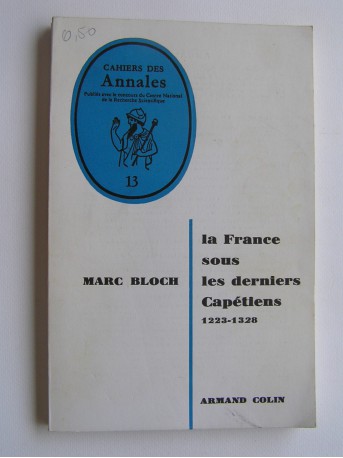 0,50
CAHIERS DES
Annales
Publiés avec le concours du Centre National
de la Recherche Scientifique
13
MARC BLOCH
la France
sous
les derniers
Capétiens
1223-1328
ARMAND COLIN